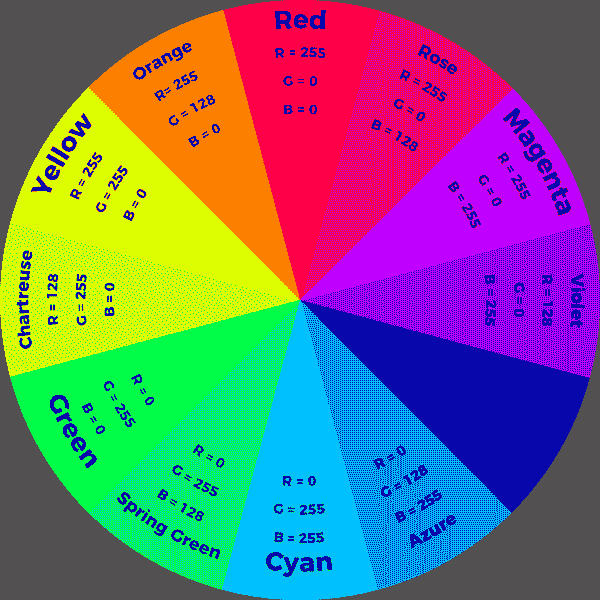 Red
R = 255
G = 0
B = 0
Rose
R = 255
G = 0
B = 128
Magenta
R = 255
G = 0
B = 255
Violet
R =128
G = 0
B = 255
R = 0
G = 128
B = 255
Azure
R = 0
G = 255
B = 255
Cyan
R = 0
G = 255
B = 128
Spring Green
R = 0
G = 255
B = 0
Green
Chartreuse
R = 128
G = 255
B = 0
Yellow
R = 255
G = 255
B = 0
Orange
R= 255
G = 128
B = 0